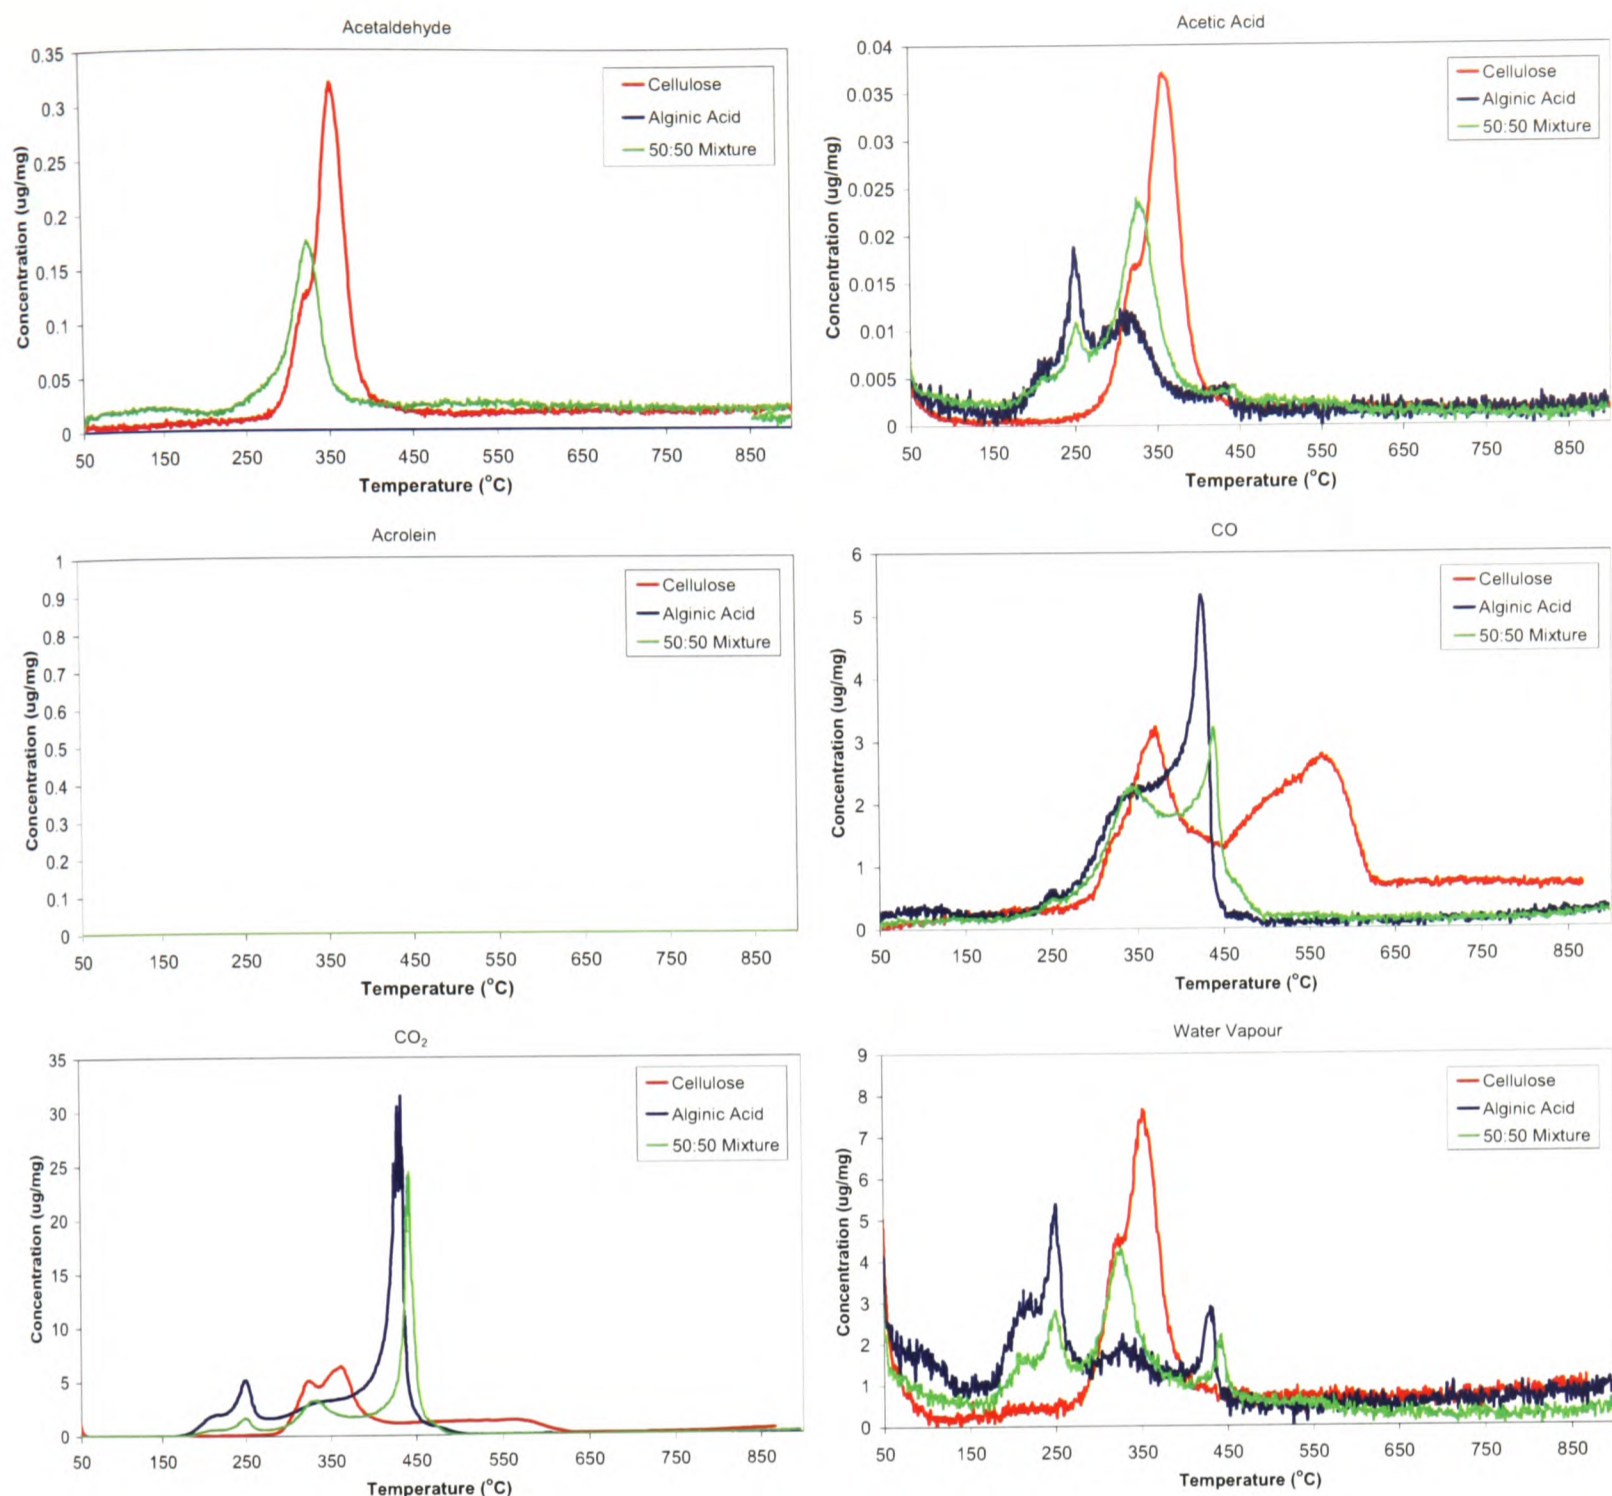 Acetaldehyde
Concentration (ug/mg)
0.35
0.3
0.25
0.2
0.15
0.1
0.05
0
Cellulose
Alginic Acid
50:50 Mixture
50 150 250 350 450 550 650 750 850
Temperature (°C)
Acetic Acid
Concentration (ug/mg)
0.04
0.035
0.03
0.025
0.02
0.015
0.01
0.005
0
Cellulose
Alginic Acid
50:50 Mixture
50 150 250 350 450 550 650 750 850
Temperature (°C)
Acrolein
Concentration (ug/mg)
1
0.9
0.8
0.7
0.6
0.5
0.4
0.3
0.2
0.1
0
Cellulose
Alginic Acid
50:50 Mixture
50 150 250 350 450 550 650 750 850
Temperature (°C)
CO
Concentration (ug/mg)
6
5
4
3
2
1
0
Cellulose
Alginic Acid
50:50 Mixture
50 150 250 350 450 550 650 750 850
Temperature (°C)
CO₂
Concentration (ug/mg)
35
30
25
20
15
10
5
0
Cellulose
Alginic Acid
50:50 Mixture
50 150 250 350 450 550 650 750 850
Temperature (°C)
Water Vapour
Concentration (ug/mg)
9
8
7
6
5
4
3
2
1
0
Cellulose
Alginic Acid
50:50 Mixture
50 150 250 350 450 550 650 750 850
Temperature (°C)